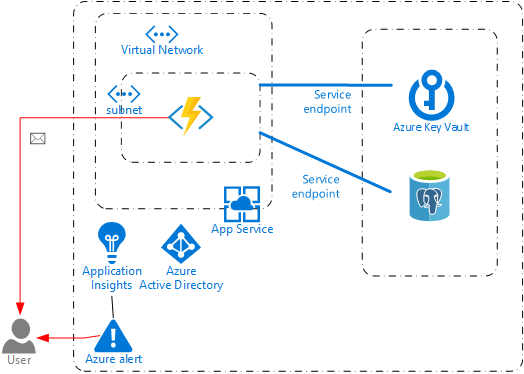 Virtual Network
subnet
Service
endpoint
Azure Key Vault
Service
endpoint
App Service
Application
Insights
Azure
Active Directory
User
Azure alert